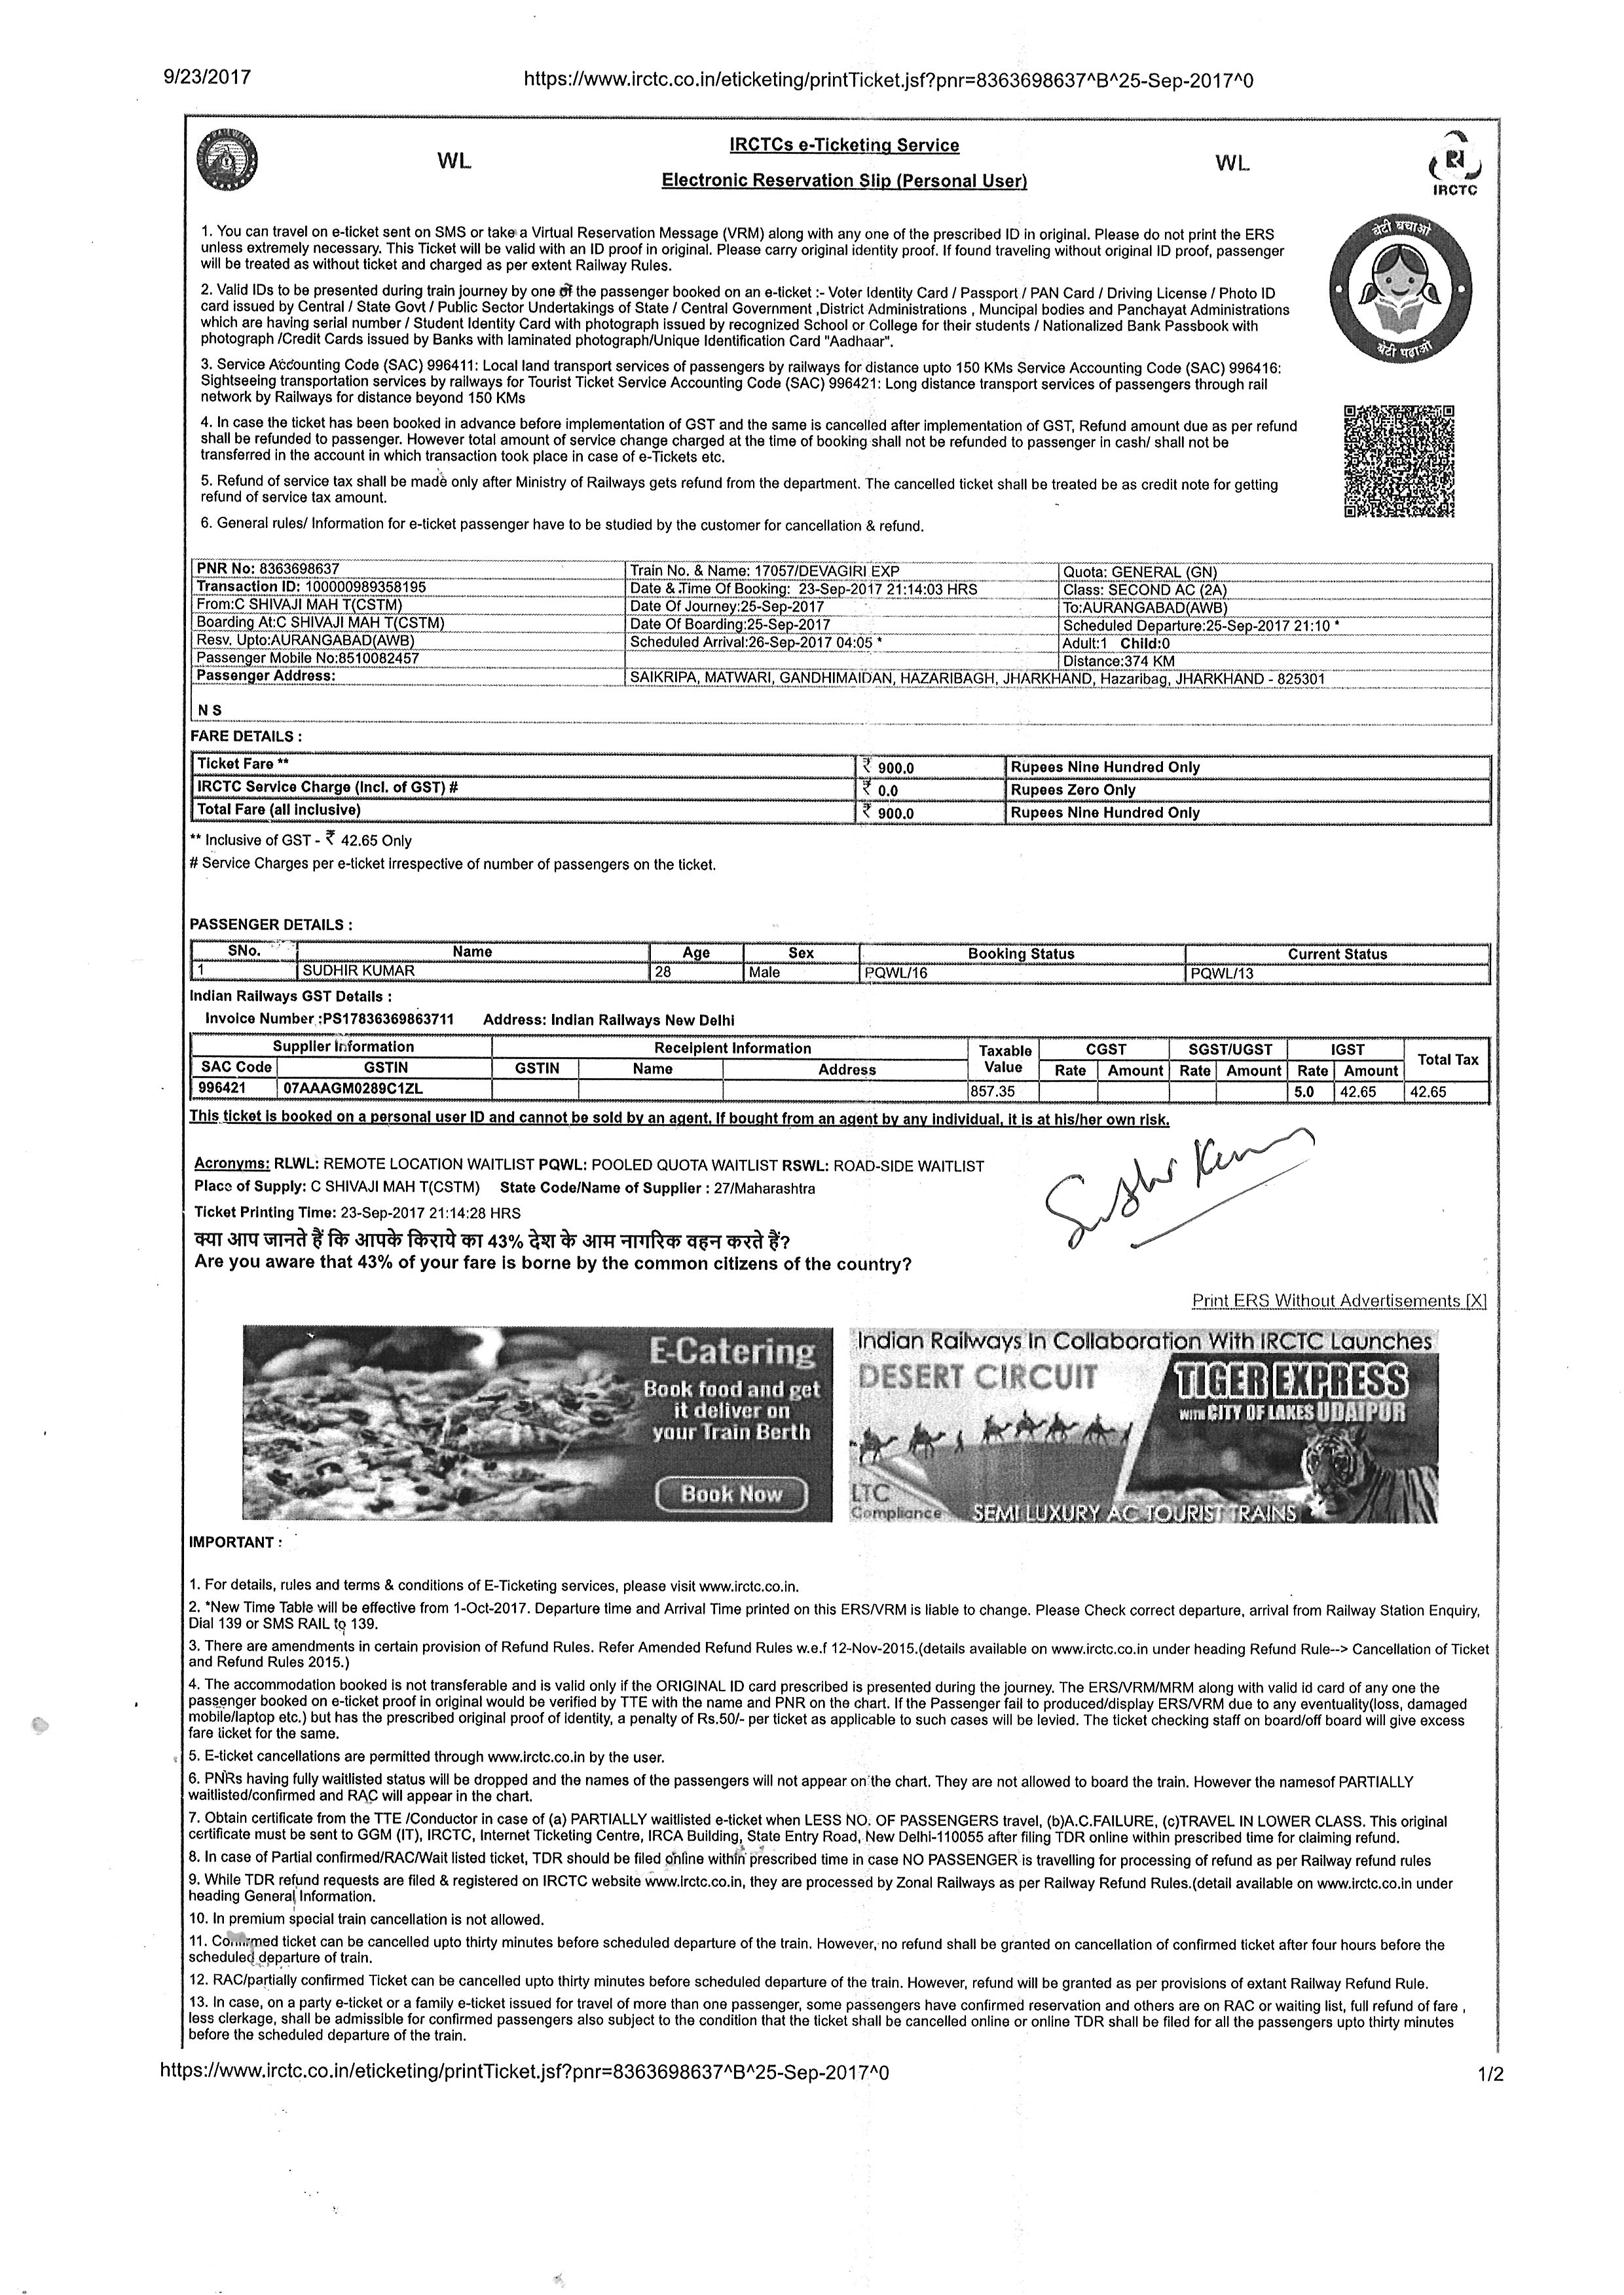 9/23/2017
https://www.irctc.co.in/eticketing/printTicket.jsf?pnr=8363698637^B^25-Sep-2017^0
WL
IRCTCs e-Ticketing Service
WL
Electronic Reservation Slip (Personal User)
IRCTC
बेटी बचाओ
बेटी पढ़ाओ
1. You can travel on e-ticket sent on SMS or take a Virtual Reservation Message (VRM) along with any one of the prescribed ID in original. Please do not print the ERS
unless extremely necessary. This Ticket will be valid with an ID proof in original. Please carry original identity proof. If found traveling without original ID proof, passenger
will be treated as without ticket and charged as per extent Railway Rules.
2. Valid IDs to be presented during train journey by one of the passenger booked on an e-ticket :- Voter Identity Card / Passport / PAN Card / Driving License / Photo ID
card issued by Central / State Govt / Public Sector Undertakings of State / Central Government ,District Administrations , Muncipal bodies and Panchayat Administrations
which are having serial number / Student Identity Card with photograph issued by recognized School or College for their students / Nationalized Bank Passbook with
photograph /Credit Cards issued by Banks with laminated photograph/Unique Identification Card "Aadhaar".
3. Service Accounting Code (SAC) 996411: Local land transport services of passengers by railways for distance upto 150 KMs Service Accounting Code (SAC) 996416:
Sightseeing transportation services by railways for Tourist Ticket Service Accounting Code (SAC) 996421: Long distance transport services of passengers through rail
network by Railways for distance beyond 150 KMs
4. In case the ticket has been booked in advance before implementation of GST and the same is cancelled after implementation of GST, Refund amount due as per refund
shall be refunded to passenger. However total amount of service change charged at the time of booking shall not be refunded to passenger in cash/ shall not be
transferred in the account in which transaction took place in case of e-Tickets etc.
5. Refund of service tax shall be made only after Ministry of Railways gets refund from the department. The cancelled ticket shall be treated be as credit note for getting
refund of service tax amount.
6. General rules/ Information for e-ticket passenger have to be studied by the customer for cancellation & refund.
PNR No: 8363698637 Train No. & Name: 17057/DEVAGIRI EXP Quota: GENERAL (GN)
Transaction ID: 100000989358195 Date & Time Of Booking: 23-Sep-2017 21:14:03 HRS Class: SECOND AC (2A)
From:C SHIVAJI MAH T(CSTM) Date Of Journey:25-Sep-2017 To:AURANGABAD(AWB)
Boarding At:C SHIVAJI MAH T(CSTM) Date Of Boarding:25-Sep-2017 Scheduled Departure:25-Sep-2017 21:10 *
Resv. Upto:AURANGABAD(AWB) Scheduled Arrival:26-Sep-2017 04:05 * Adult:1 Child:0
Passenger Mobile No:8510082457 Distance:374 KM
Passenger Address: SAIKRIPA, MATWARI, GANDHIMAIDAN, HAZARIBAGH, JHARKHAND, Hazaribag, JHARKHAND - 825301
N S
FARE DETAILS :
Ticket Fare ** ₹ 900.0 Rupees Nine Hundred Only
IRCTC Service Charge (Incl. of GST) # ₹ 0.0 Rupees Zero Only
Total Fare (all inclusive) ₹ 900.0 Rupees Nine Hundred Only
** Inclusive of GST - ₹ 42.65 Only
# Service Charges per e-ticket irrespective of number of passengers on the ticket.
PASSENGER DETAILS :
SNo. Name Age Sex Booking Status Current Status
1 SUDHIR KUMAR 28 Male PQWL/16 PQWL/13
Indian Railways GST Details :
Invoice Number :PS17836369863711 Address: Indian Railways New Delhi
Supplier Information Receipient Information Taxable Value CGST SGST/UGST IGST Total Tax
SAC Code GSTIN GSTIN Name Address Rate Amount Rate Amount Rate Amount
996421 07AAAGM0289C1ZL 857.35 5.0 42.65 42.65
This ticket is booked on a personal user ID and cannot be sold by an agent. If bought from an agent by any individual, it is at his/her own risk.
Acronyms: RLWL: REMOTE LOCATION WAITLIST PQWL: POOLED QUOTA WAITLIST RSWL: ROAD-SIDE WAITLIST
Place of Supply: C SHIVAJI MAH T(CSTM) State Code/Name of Supplier : 27/Maharashtra
Sudhir Kumar
Ticket Printing Time: 23-Sep-2017 21:14:28 HRS
क्या आप जानते हैं कि आपके किराये का 43% देश के आम नागरिक वहन करते हैं?
Are you aware that 43% of your fare is borne by the common citizens of the country?
Print ERS Without Advertisements [X]
E-Catering
Book food and get
it deliver on
your Train Berth
Book Now
Indian Railways In Collaboration With IRCTC Launches
DESERT CIRCUIT
TIGER EXPRESS
WITH CITY OF LAKES UDAIPUR
LTC
Compliance
SEMI LUXURY AC TOURIST TRAINS
IMPORTANT :
1. For details, rules and terms & conditions of E-Ticketing services, please visit www.irctc.co.in.
2. *New Time Table will be effective from 1-Oct-2017. Departure time and Arrival Time printed on this ERS/VRM is liable to change. Please Check correct departure, arrival from Railway Station Enquiry,
Dial 139 or SMS RAIL to 139.
3. There are amendments in certain provision of Refund Rules. Refer Amended Refund Rules w.e.f 12-Nov-2015.(details available on www.irctc.co.in under heading Refund Rule--> Cancellation of Ticket
and Refund Rules 2015.)
4. The accommodation booked is not transferable and is valid only if the ORIGINAL ID card prescribed is presented during the journey. The ERS/VRM/MRM along with valid id card of any one the
passenger booked on e-ticket proof in original would be verified by TTE with the name and PNR on the chart. If the Passenger fail to produced/display ERS/VRM due to any eventuality(loss, damaged
mobile/laptop etc.) but has the prescribed original proof of identity, a penalty of Rs.50/- per ticket as applicable to such cases will be levied. The ticket checking staff on board/off board will give excess
fare ticket for the same.
5. E-ticket cancellations are permitted through www.irctc.co.in by the user.
6. PNRs having fully waitlisted status will be dropped and the names of the passengers will not appear on the chart. They are not allowed to board the train. However the namesof PARTIALLY
waitlisted/confirmed and RAC will appear in the chart.
7. Obtain certificate from the TTE /Conductor in case of (a) PARTIALLY waitlisted e-ticket when LESS NO. OF PASSENGERS travel, (b)A.C.FAILURE, (c)TRAVEL IN LOWER CLASS. This original
certificate must be sent to GGM (IT), IRCTC, Internet Ticketing Centre, IRCA Building, State Entry Road, New Delhi-110055 after filing TDR online within prescribed time for claiming refund.
8. In case of Partial confirmed/RAC/Wait listed ticket, TDR should be filed online within prescribed time in case NO PASSENGER is travelling for processing of refund as per Railway refund rules
9. While TDR refund requests are filed & registered on IRCTC website www.irctc.co.in, they are processed by Zonal Railways as per Railway Refund Rules.(detail available on www.irctc.co.in under
heading General Information.
10. In premium special train cancellation is not allowed.
11. Confirmed ticket can be cancelled upto thirty minutes before scheduled departure of the train. However, no refund shall be granted on cancellation of confirmed ticket after four hours before the
scheduled departure of train.
12. RAC/partially confirmed Ticket can be cancelled upto thirty minutes before scheduled departure of the train. However, refund will be granted as per provisions of extant Railway Refund Rule.
13. In case, on a party e-ticket or a family e-ticket issued for travel of more than one passenger, some passengers have confirmed reservation and others are on RAC or waiting list, full refund of fare ,
less clerkage, shall be admissible for confirmed passengers also subject to the condition that the ticket shall be cancelled online or online TDR shall be filed for all the passengers upto thirty minutes
before the scheduled departure of the train.
https://www.irctc.co.in/eticketing/printTicket.jsf?pnr=8363698637^B^25-Sep-2017^0
1/2